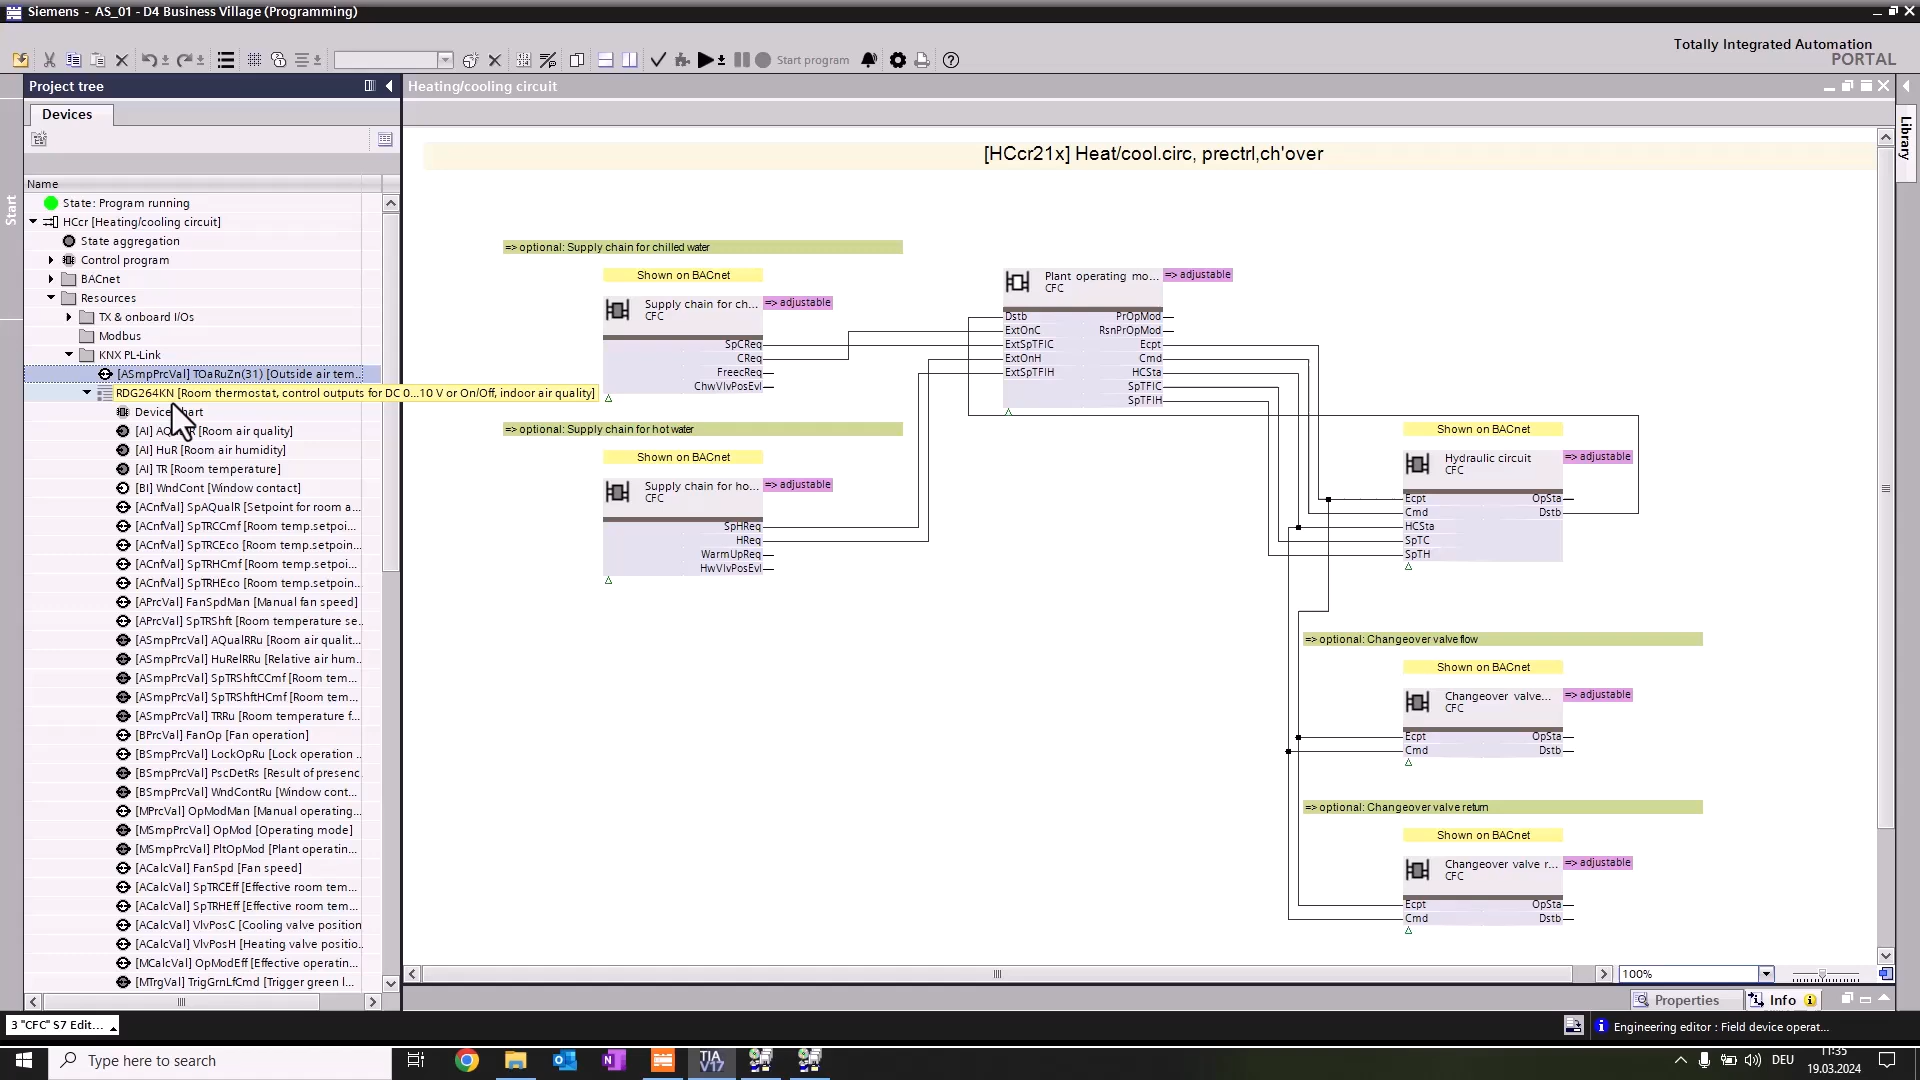 Siemens - AS_01 - D4 Business Village (Programming)
Totally Integrated Automation
PORTAL
Start program
Project tree
Heating/cooling circuit
Devices
Start
Library
Name
State: Program running
HCcr [Heating/cooling circuit]
State aggregation
Control program
BACnet
Resources
TX & onboard I/Os
Modbus
KNX PL-Link
[ASmpPrcVal] TOaRuZn(31) [Outside air tem...
RDG264KN [Room thermostat, control outputs for DC 0...10 V or On/Off, indoor air quality]
[Room air quality]
[AI] HuR [Room air humidity]
[AI] TR [Room temperature]
[BI] WndCont [Window contact]
[ACnfVal] SpAQualR [Setpoint for room a...
[ACnfVal] SpTRCCmf [Room temp.setpoi...
[ACnfVal] SpTRCEco [Room temp.setpoin...
[ACnfVal] SpTRHCmf [Room temp.setpoi...
[ACnfVal] SpTRHEco [Room temp.setpoin...
[APrcVal] FanSpdMan [Manual fan speed]
[APrcVal] SpTRShft [Room temperature se...
[ASmpPrcVal] AQualRRu [Room air qualit...
[ASmpPrcVal] HuRelRRu [Relative air hum...
[ASmpPrcVal] SpTRShftCCmf [Room tem...
[ASmpPrcVal] SpTRShftHCmf [Room tem...
[ASmpPrcVal] TRRu [Room temperature f...
[BPrcVal] FanOp [Fan operation]
[BSmpPrcVal] LockOpRu [Lock operation ...
[BSmpPrcVal] PscDetRs [Result of presenc
[BSmpPrcVal] WndContRu [Window cont...
[MPrcVal] OpModMan [Manual operating...
[MSmpPrcVal] OpMod [Operating mode]
[MSmpPrcVal] PltOpMod [Plant operatin...
[ACalcVal] FanSpd [Fan speed]
[ACalcVal] SpTRCEff [Effective room tem...
[ACalcVal] SpTRHEff [Effective room tem...
[ACalcVal] VlvPosC [Cooling valve position
[ACalcVal] VlvPosH [Heating valve positio..
[MCalcVal] OpModEff [Effective operatin...
[MTrgVal] TrigGrnLfCmd [Trigger green l...
[HCcr21x] Heat/cool.circ, prectrl,ch'over
=> optional: Supply chain for chilled water
Shown on BACnet
Supply chain for ch...
CFC
=> adjustable
SpCReq
CReq
FreecReq
ChwVlvPosEvl
Plant operating mo...
CFC
=> adjustable
Dstb PrOpMod
ExtOnC RsnPrOpMod
ExtSpTFlC Ecpt
ExtOnH Cmd
ExtSpTFlH HCSta
SpTFlC
SpTFlH
=> optional: Supply chain for hot water
Shown on BACnet
Supply chain for ho...
CFC
=> adjustable
SpHReq
HReq
WarmUpReq
HwVlvPosEvl
Shown on BACnet
Hydraulic circuit
CFC
=> adjustable
Ecpt OpSta
Cmd Dstb
HCSta
SpTC
SpTH
=> optional: Changeover valve flow
Shown on BACnet
Changeover valve...
CFC
=> adjustable
Ecpt OpSta
Cmd Dstb
=> optional: Changeover valve return
Shown on BACnet
Changeover valve r...
CFC
=> adjustable
Ecpt OpSta
Cmd Dstb
100%
Properties
Info
3 "CFC" S7 Edit...
Engineering editor : Field device operat...
Type here to search
TIA
V17
DEU
11:35
19.03.2024